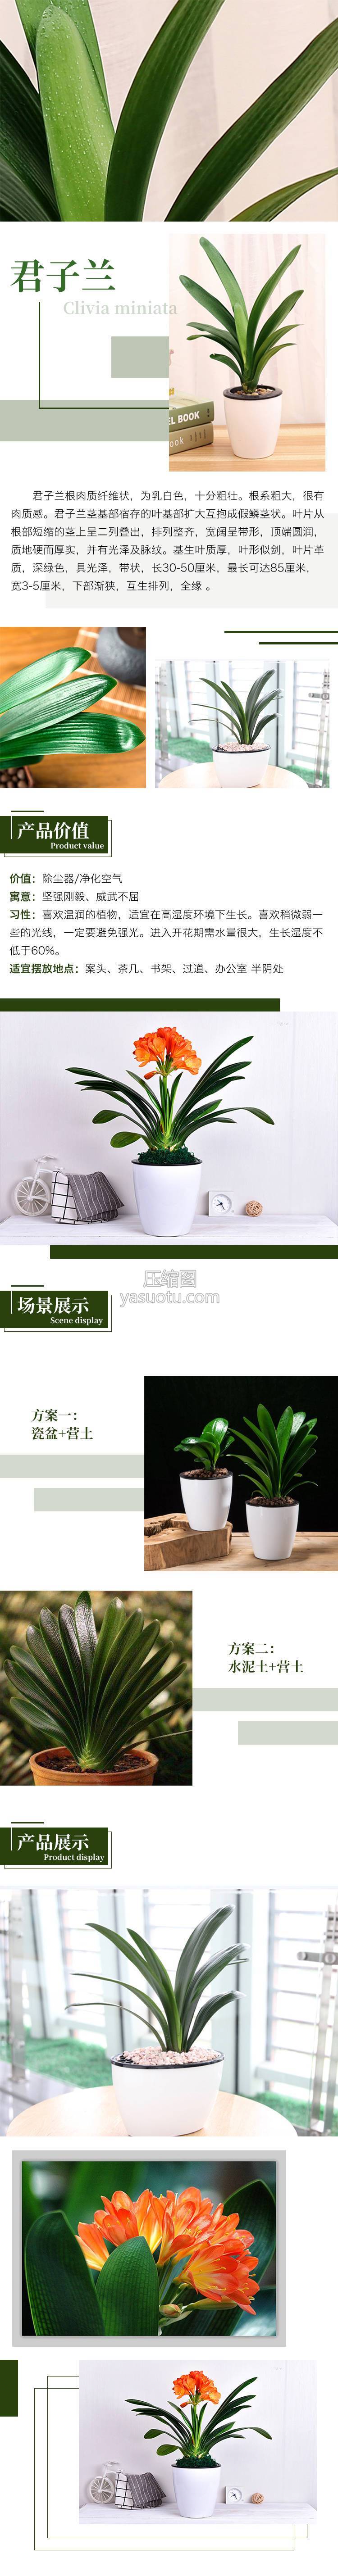 君子兰
Clivia miniata
EL BOOK
ook
君子兰根肉质纤维状，为乳白色，十分粗壮。根系粗大，很有
肉质感。君子兰茎基部宿存的叶基部扩大互抱成假鳞茎状。叶片从
根部短缩的茎上呈二列叠出，排列整齐，宽阔呈带形，顶端圆润，
质地硬而厚实，并有光泽及脉纹。基生叶质厚，叶形似剑，叶片革
质，深绿色，具光泽，带状，长30-50厘米，最长可达85厘米，
宽3-5厘米，下部渐狭，互生排列，全缘 。
产品价值
Product value
价值：除尘器/净化空气
寓意：坚强刚毅、威武不屈
习性：喜欢温润的植物，适宜在高湿度环境下生长。喜欢稍微弱一
些的光线，一定要避免强光。进入开花期需水量很大，生长湿度不
低于60%。
适宜摆放地点：案头、茶几、书架、过道、办公室 半阴处
压缩图
yasuotu.com
场景展示
Scene display
方案一：
瓷盆+营土
方案二：
水泥土+营土
产品展示
Product display